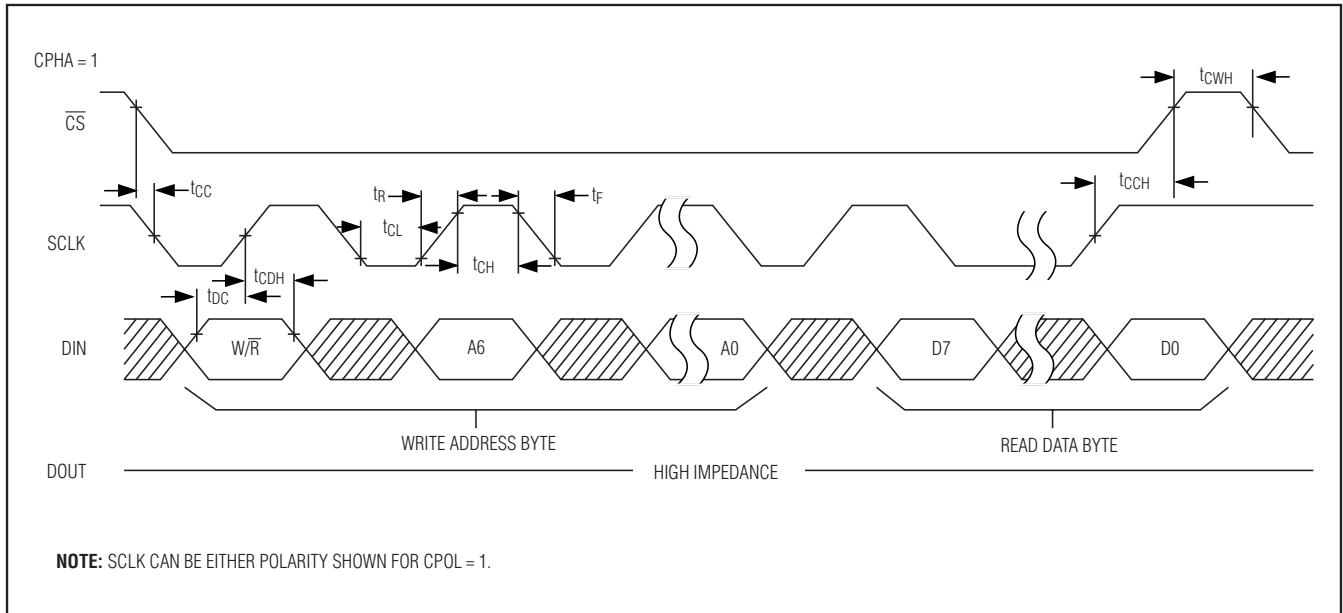 CPHA = 1
CS
tCWH
tCC
tCCH
tR
tF
SCLK
tCL
tCH
tCDH
tDC
DIN
W/R
A6
A0
D7
D0
WRITE ADDRESS BYTE
READ DATA BYTE
DOUT
HIGH IMPEDANCE
NOTE: SCLK CAN BE EITHER POLARITY SHOWN FOR CPOL = 1.